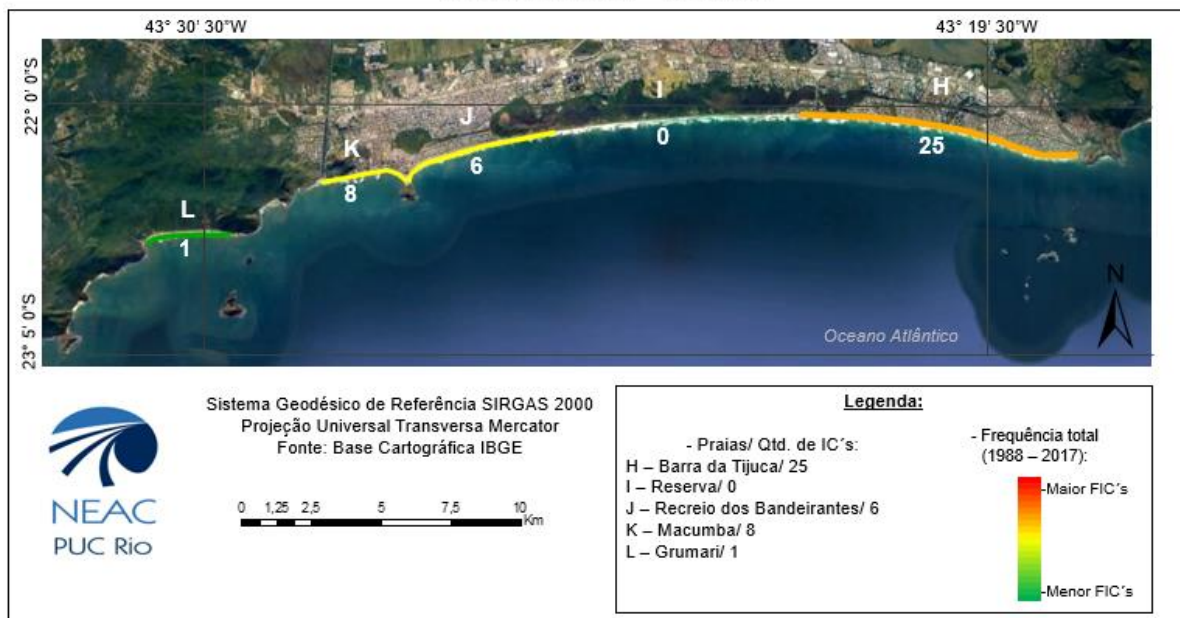 43° 30' 30"W
43° 19' 30"W
22° 0' 0"S
I
H
J
0
K
25
6
8
L
1
N
23° 5' 0"S
Oceano Atlântico
NEAC
PUC Rio
Sistema Geodésico de Referência SIRGAS 2000
Projeção Universal Transversa Mercator
Fonte: Base Cartográfica IBGE
0 1,25 2,5 5 7,5 10
Km
Legenda:
- Praias/ Qtd. de IC´s:
H – Barra da Tijuca/ 25
I – Reserva/ 0
J – Recreio dos Bandeirantes/ 6
K – Macumba/ 8
L – Grumari/ 1
- Frequência total
(1988 – 2017):
-Maior FIC´s
-Menor FIC´s